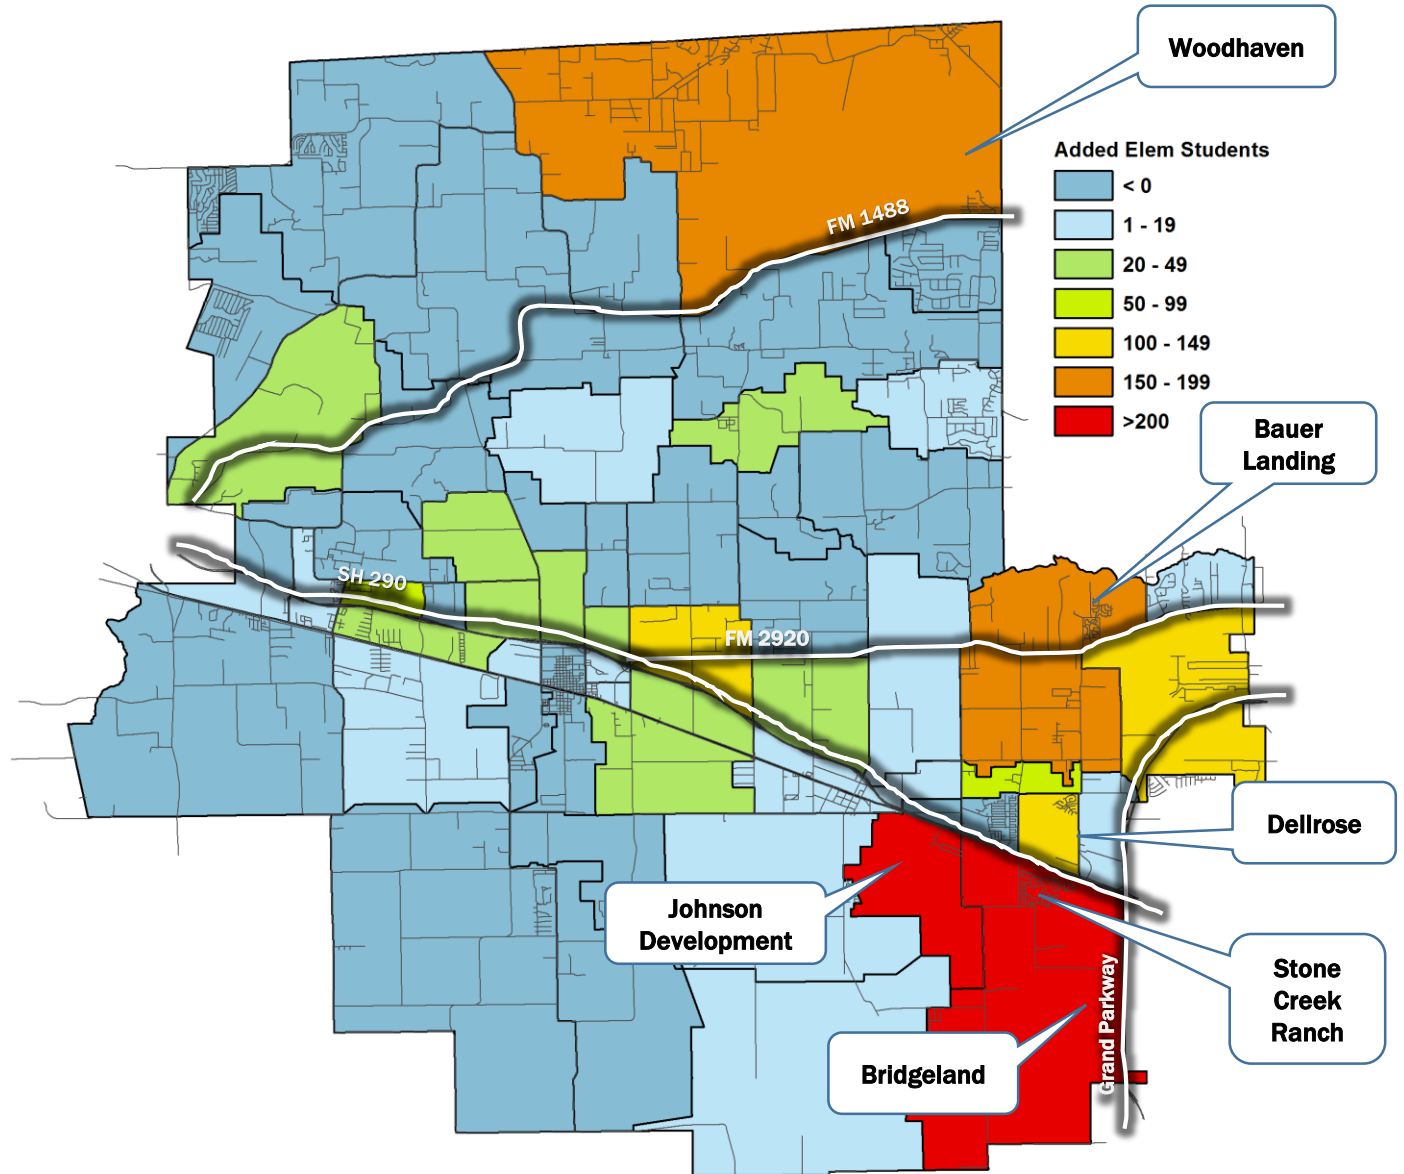 Woodhaven
Added Elem Students
< 0
1 - 19
20 - 49
50 - 99
100 - 149
150 - 199
>200
FM 1488
Bauer
Landing
SH 290
FM 2920
Dellrose
Johnson
Development
Stone
Creek
Ranch
Grand Parkway
Bridgeland